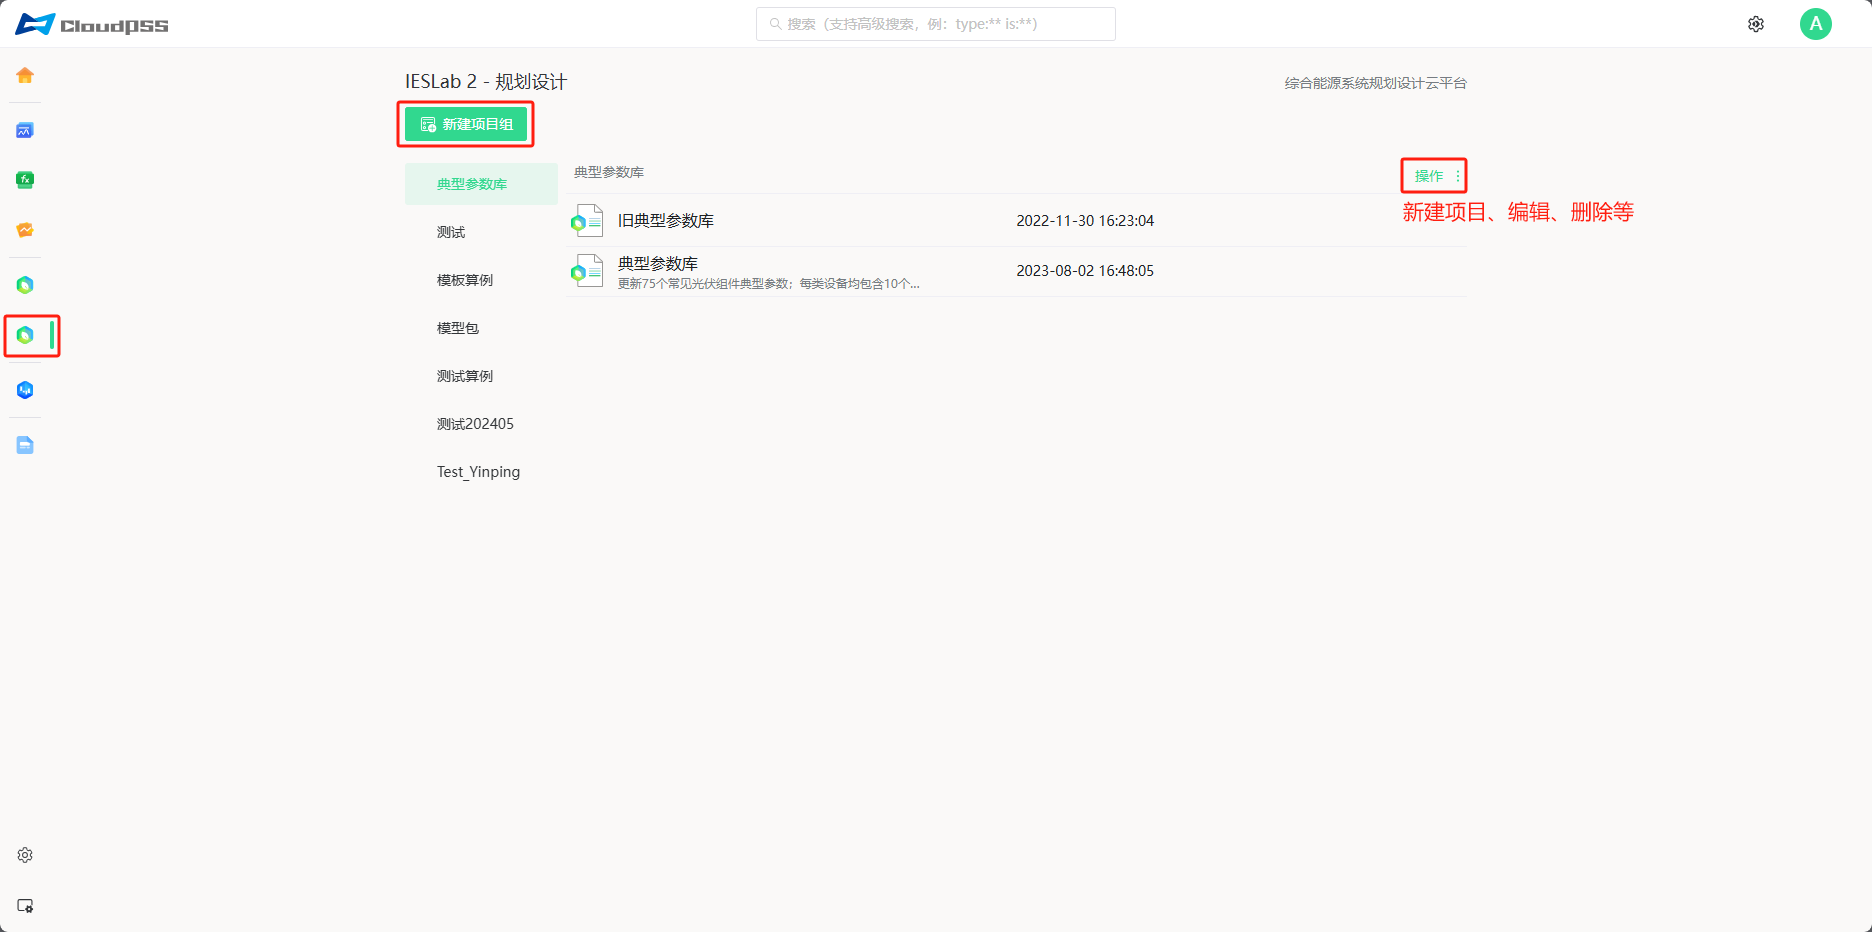 CloudPSS
搜索（支持高级搜索，例：type:** is:**）
A
IESLab 2 - 规划设计
综合能源系统规划设计云平台
新建项目组
典型参数库
测试
模板算例
模型包
测试算例
测试202405
Test_Yinping
典型参数库
操作
新建项目、编辑、删除等
旧典型参数库
2022-11-30 16:23:04
典型参数库
更新75个常见光伏组件典型参数；每类设备均包含10个...
2023-08-02 16:48:05